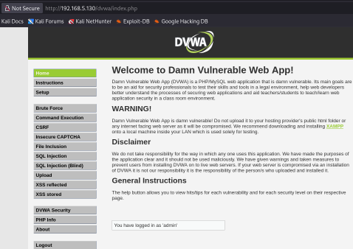 Not Secure http://192.168.5.130/dvwa/index.php
Kali Docs Kali Forums Kali NetHunter Exploit-DB Google Hacking DB
DVWA
Home
Instructions
Setup
Brute Force
Command Execution
CSRF
Insecure CAPTCHA
File Inclusion
SQL Injection
SQL Injection (Blind)
Upload
XSS reflected
XSS stored
DVWA Security
PHP Info
About
Logout
Welcome to Damn Vulnerable Web App!
Damn Vulnerable Web App (DVWA) is a PHP/MySQL web application that is damn vulnerable. Its main goals are
to be an aid for security professionals to test their skills and tools in a legal environment, help web developers
better understand the processes of securing web applications and aid teachers/students to teach/learn web
application security in a class room environment.
WARNING!
Damn Vulnerable Web App is damn vulnerable! Do not upload it to your hosting provider's public html folder or
any internet facing web server as it will be compromised. We recommend downloading and installing XAMPP
onto a local machine inside your LAN which is used solely for testing.
Disclaimer
We do not take responsibility for the way in which any one uses this application. We have made the purposes of
the application clear and it should not be used maliciously. We have given warnings and taken measures to
prevent users from installing DVWA on to live web servers. If your web server is compromised via an installation
of DVWA it is not our responsibility it is the responsibility of the person/s who uploaded and installed it.
General Instructions
The help button allows you to view hits/tips for each vulnerability and for each security level on their respective
page.
You have logged in as 'admin'